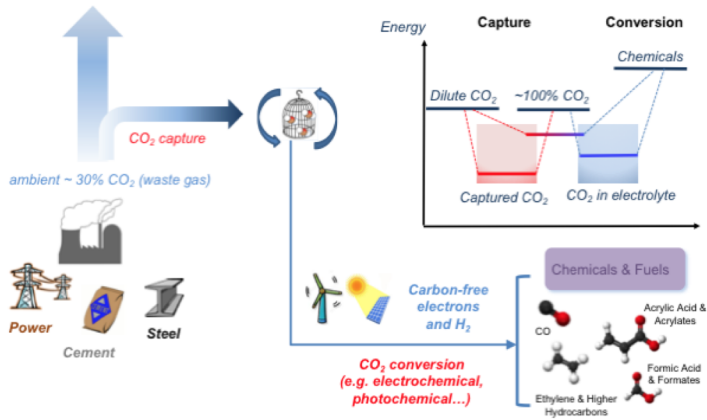 Energy
Capture
Conversion
Chemicals
Dilute CO2
~100% CO2
Captured CO2
CO2 in electrolyte
CO2 capture
ambient ~ 30% CO2 (waste gas)
Power
Cement
Steel
Carbon-free
electrons
and H2
CO2 conversion
(e.g. electrochemical,
photochemical...)
Chemicals & Fuels
CO
Acrylic Acid &
Acrylates
Ethylene & Higher
Hydrocarbons
Formic Acid
& Formates